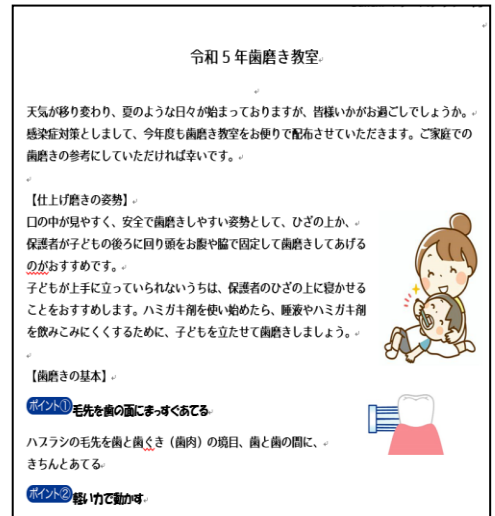 令和５年歯磨き教室
天気が移り変わり、夏のような日々が始まっておりますが、皆様いかがお過ごしでしょうか。
感染症対策としまして、今年度も歯磨き教室をお便りで配布させていただきます。ご家庭での
歯磨きの参考にしていただければ幸いです。
【仕上げ磨きの姿勢】
口の中が見やすく、安全で歯磨きしやすい姿勢として、ひざの上か、
保護者が子どもの後ろに回り頭をお腹や脇で固定して歯磨きしてあげる
のがおすすめです。
子どもが上手に立っていられないうちは、保護者のひざの上に寝かせる
ことをおすすめします。ハミガキ剤を使い始めたら、唾液やハミガキ剤
を飲みこみにくくするために、子どもを立たせて歯磨きしましょう。
【歯磨きの基本】
ポイント① 毛先を歯の面にまっすぐあてる
ハブラシの毛先を歯と歯ぐき（歯肉）の境目、歯と歯の間に、
きちんとあてる
ポイント② 軽い力で動かす